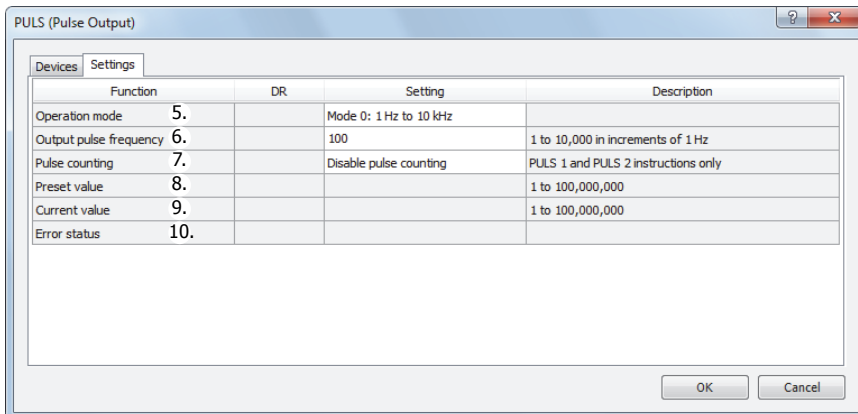 PULS (Pulse Output)
Devices Settings
Function DR Setting Description
Operation mode 5. Mode 0: 1 Hz to 10 kHz
Output pulse frequency 6. 100 1 to 10,000 in increments of 1 Hz
Pulse counting 7. Disable pulse counting PULS 1 and PULS 2 instructions only
Preset value 8. 1 to 100,000,000
Current value 9. 1 to 100,000,000
Error status 10.
OK Cancel